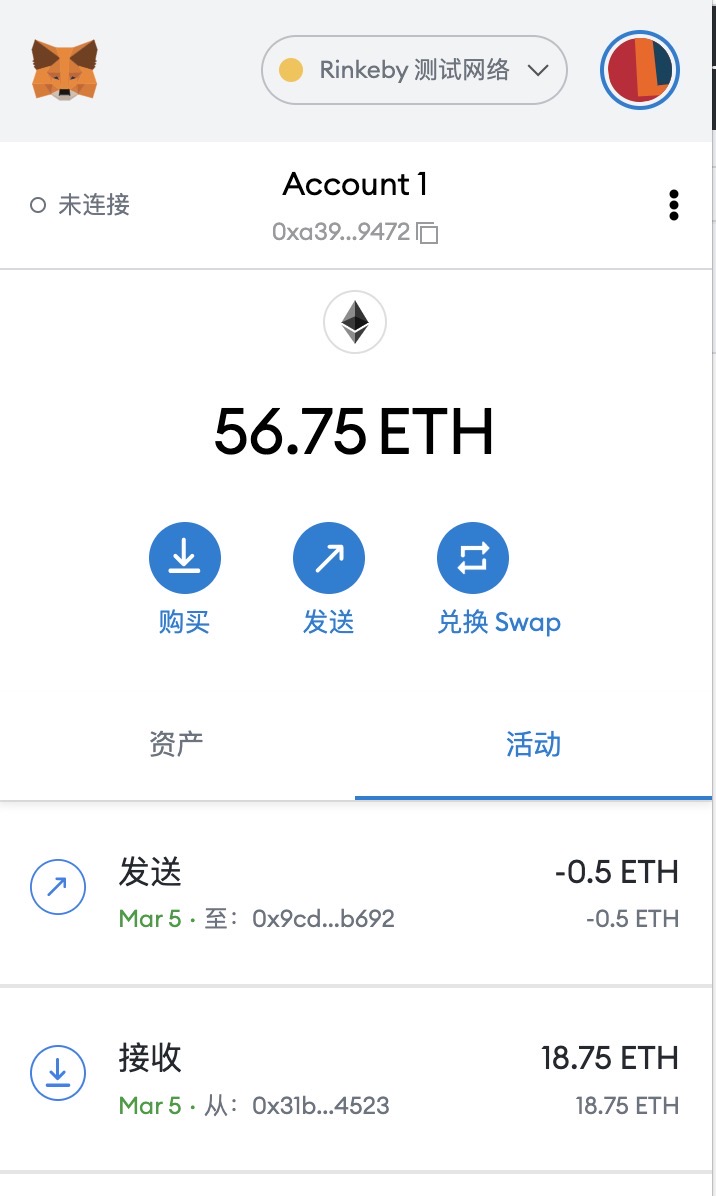 Rinkeby 测试网络
未连接
Account 1
0xa39...9472
56.75 ETH
购买
发送
兑换 Swap
资产
活动
发送
-0.5 ETH
Mar 5 · 至： 0x9cd...b692
-0.5 ETH
接收
18.75 ETH
Mar 5 · 从： 0x31b...4523
18.75 ETH